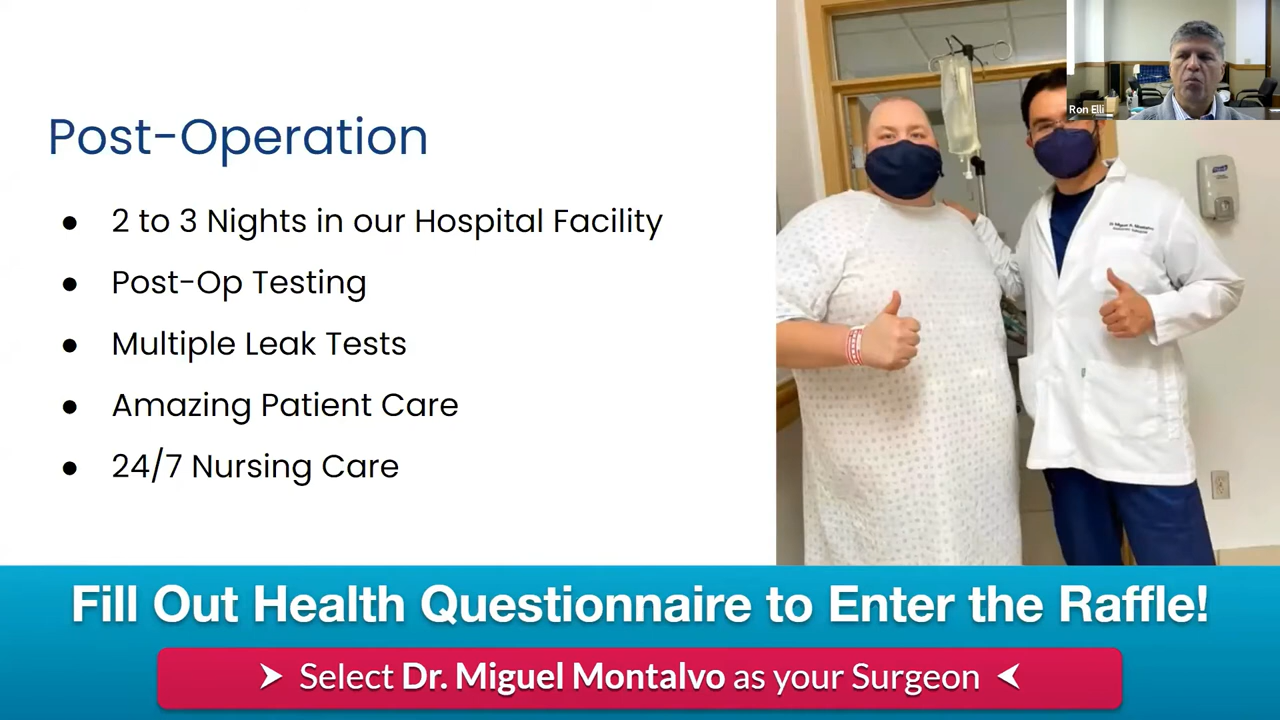 Ron Elli
Post-Operation
● 2 to 3 Nights in our Hospital Facility
● Post-Op Testing
● Multiple Leak Tests
● Amazing Patient Care
● 24/7 Nursing Care
Fill Out Health Questionnaire to Enter the Raffle!
➤ Select Dr. Miguel Montalvo as your Surgeon ➤